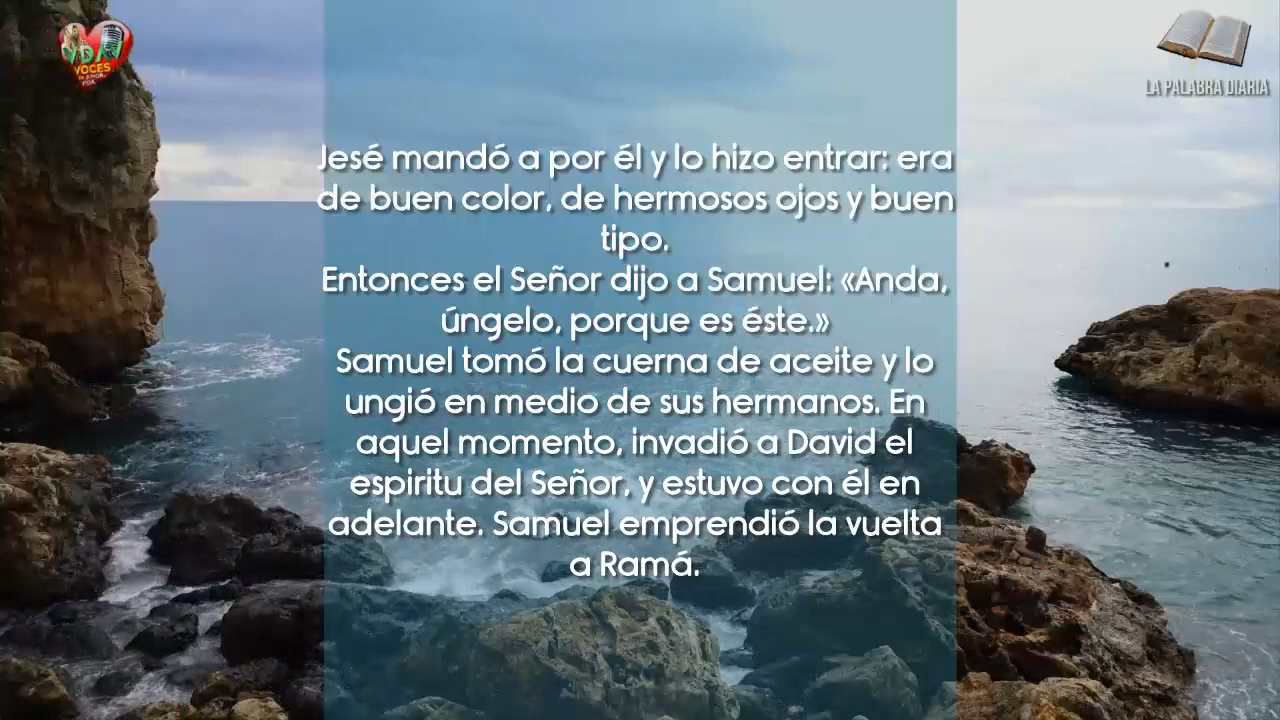 VDA
VOCES
LA PALABRA DIARIA
Jesé mandó a por él y lo hizo entrar: era
de buen color, de hermosos ojos y buen
tipo.
Entonces el Señor dijo a Samuel: «Anda,
úngelo, porque es éste.»
Samuel tomó la cuerna de aceite y lo
ungió en medio de sus hermanos. En
aquel momento, invadió a David el
espiritu del Señor, y estuvo con él en
adelante. Samuel emprendió la vuelta
a Ramá.